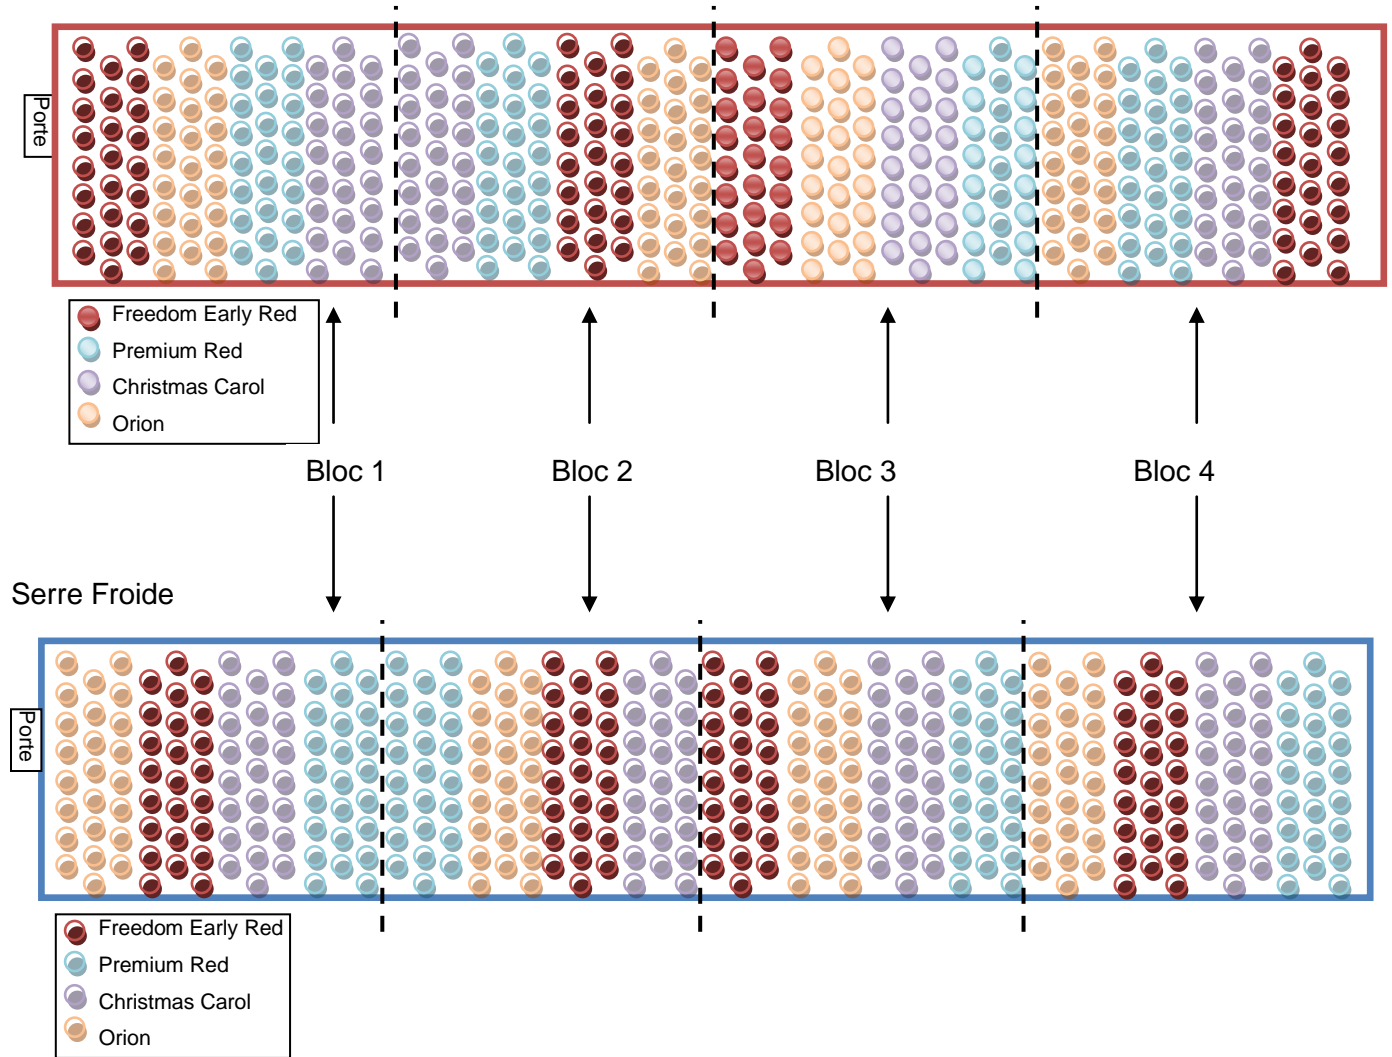 Porte
Freedom Early Red
Premium Red
Christmas Carol
Orion
Bloc 1
Bloc 2
Bloc 3
Bloc 4
Serre Froide
Porte
Freedom Early Red
Premium Red
Christmas Carol
Orion